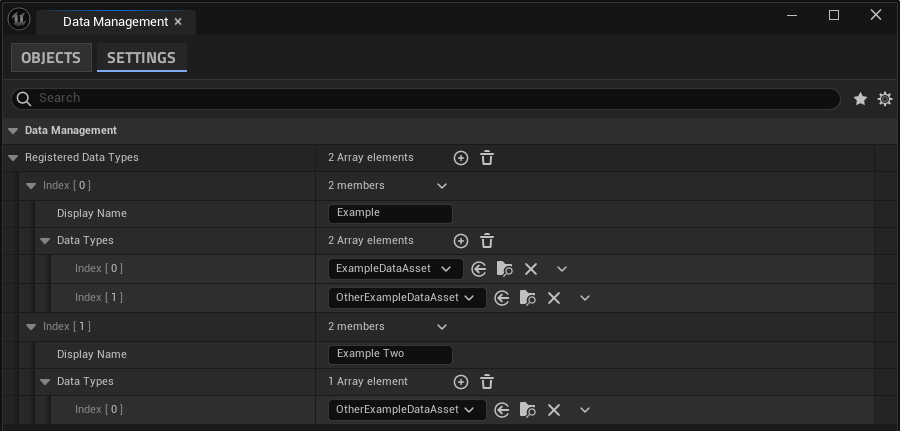 Data Management
OBJECTS SETTINGS
Search
Data Management
Registered Data Types 2 Array elements
Index [ 0 ] 2 members
Display Name Example
Data Types 2 Array elements
Index [ 0 ] ExampleDataAsset
Index [ 1 ] OtherExampleDataAsset
Index [ 1 ] 2 members
Display Name Example Two
Data Types 1 Array element
Index [ 0 ] OtherExampleDataAsset